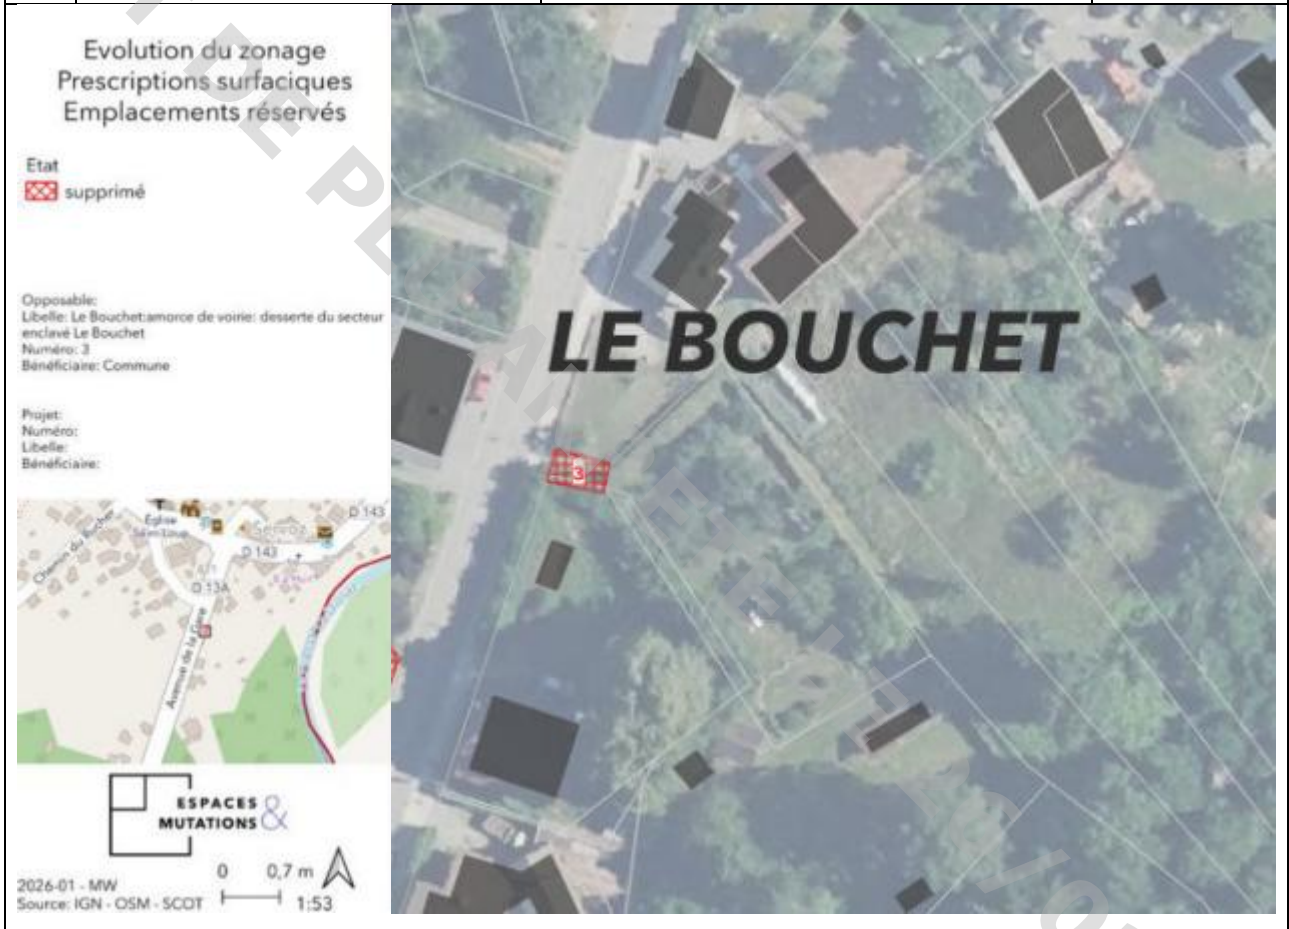 Evolution du zonage
Prescriptions surfaciques
Emplacements réservés
Etat
supprimé
Opposable:
Libelle: Le Bouchet:amorce de voirie: desserte du secteur
enclavé Le Bouchet
Numéro: 3
Bénéficiaire: Commune
Projet:
Numéro:
Libelle:
Bénéficiaire:
LE BOUCHET
3
Chemin du Rocher
Église
D 143
D 143
D 13A
Avenue de la Gare
ESPACES &
MUTATIONS
0 0,7 m
1:53
2026-01 - MW
Source: IGN - OSM - SCOT